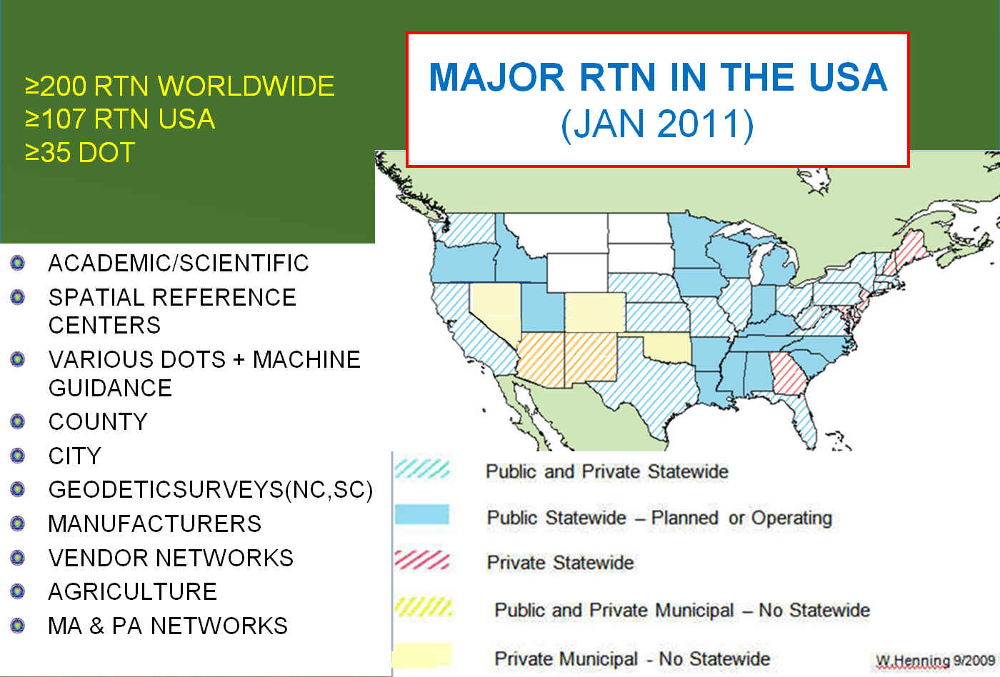 ≥200 RTN WORLDWIDE
≥107 RTN USA
≥35 DOT
MAJOR RTN IN THE USA
(JAN 2011)
ACADEMIC/SCIENTIFIC
SPATIAL REFERENCE
CENTERS
VARIOUS DOTS + MACHINE
GUIDANCE
COUNTY
CITY
GEODETICSURVEYS(NC,SC)
MANUFACTURERS
VENDOR NETWORKS
AGRICULTURE
MA & PA NETWORKS
Public and Private Statewide
Public Statewide – Planned or Operating
Private Statewide
Public and Private Municipal – No Statewide
Private Municipal - No Statewide
W.Henning 9/2009